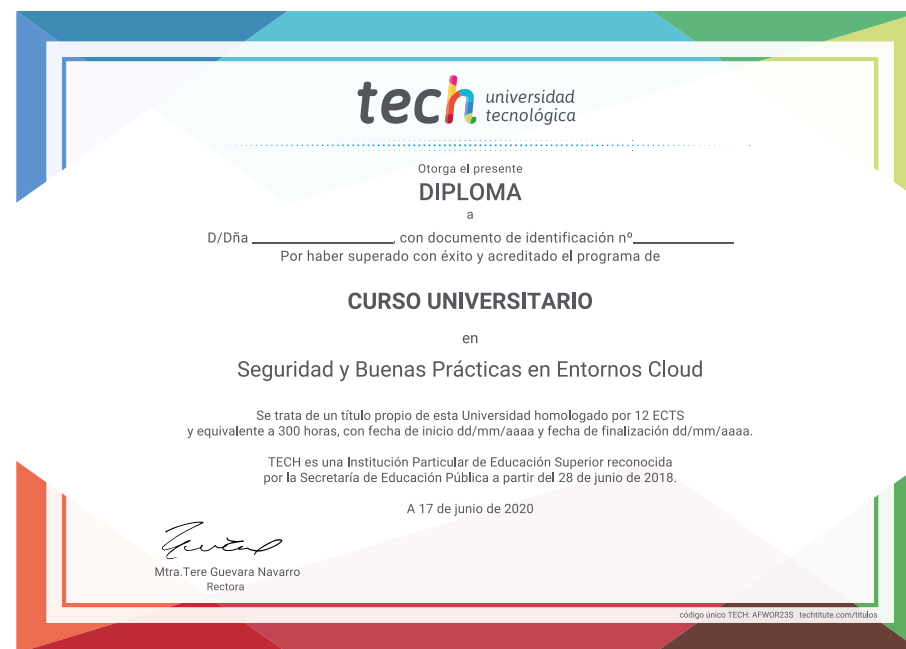 tech universidad
tecnológica
Otorga el presente
DIPLOMA
a
D/Dña ____________________, con documento de identificación nº______________
Por haber superado con éxito y acreditado el programa de
CURSO UNIVERSITARIO
en
Seguridad y Buenas Prácticas en Entornos Cloud
Se trata de un título propio de esta Universidad homologado por 12 ECTS
y equivalente a 300 horas, con fecha de inicio dd/mm/aaaa y fecha de finalización dd/mm/aaaa.
TECH es una Institución Particular de Educación Superior reconocida
por la Secretaría de Educación Pública a partir del 28 de junio de 2018.
A 17 de junio de 2020
Mtra.Tere Guevara Navarro
Rectora
código único TECH: AFWOR23S techtitute.com/titulos